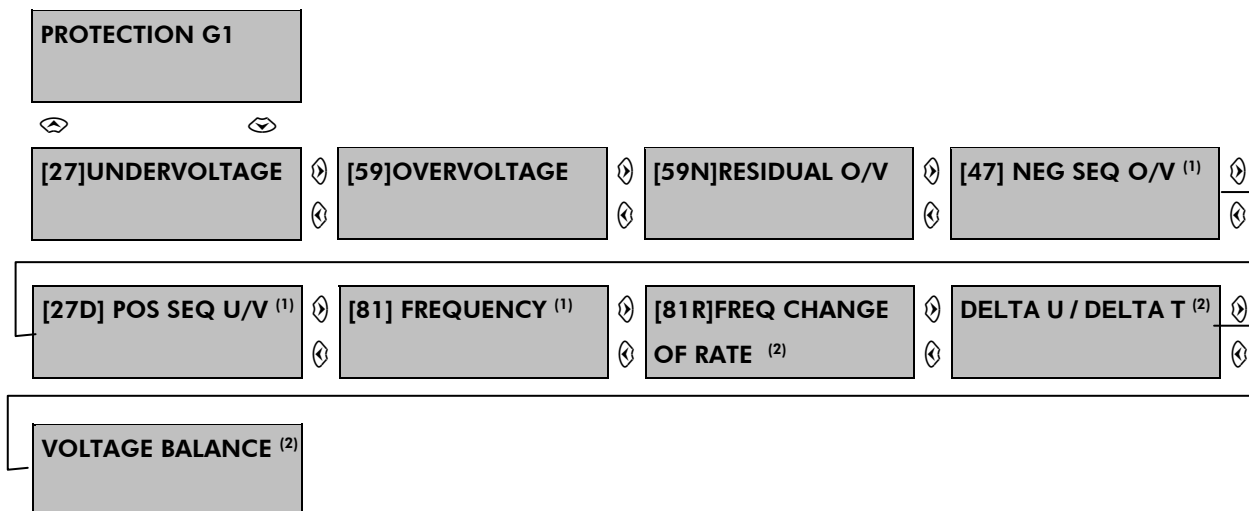 PROTECTION G1
[27]UNDERVOLTAGE
[59]OVERVOLTAGE
[59N]RESIDUAL O/V
[47] NEG SEQ O/V (1)
[27D] POS SEQ U/V (1)
[81] FREQUENCY (1)
[81R]FREQ CHANGE
OF RATE (2)
DELTA U / DELTA T (2)
VOLTAGE BALANCE (2)